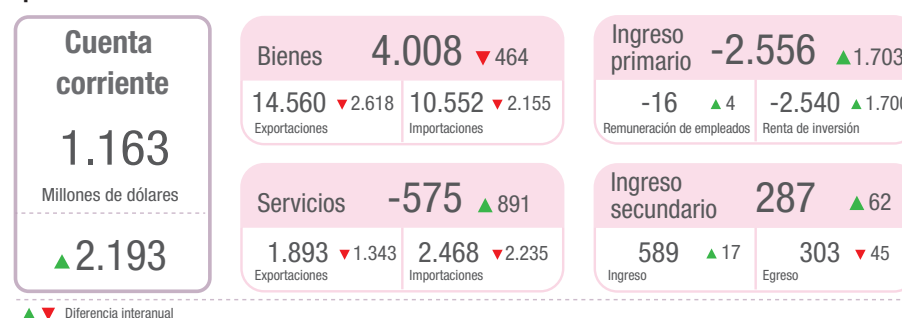 Cuenta
corriente
1.163
Millones de dólares
▲2.193
Bienes 4.008 ▼464
14.560 ▼2.618 10.552 ▼2.155
Exportaciones Importaciones
Servicios -575 ▲891
1.893 ▼1.343 2.468 ▼2.235
Exportaciones Importaciones
Ingreso
primario -2.556 ▲1.703
-16 ▲4 -2.540 ▲1.700
Remuneración de empleados Renta de inversión
Ingreso
secundario 287 ▲62
589 ▲17 303 ▼45
Ingreso Egreso
▲▼ Diferencia interanual